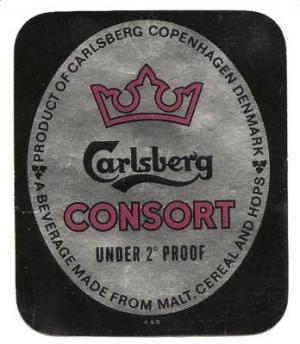 PRODUCT OF CARLSBERG COPENHAGEN DENMARK
Carlsberg
CONSORT
UNDER 2° PROOF
A BEVERAGE MADE FROM MALT, CEREAL AND HOPS
A & B